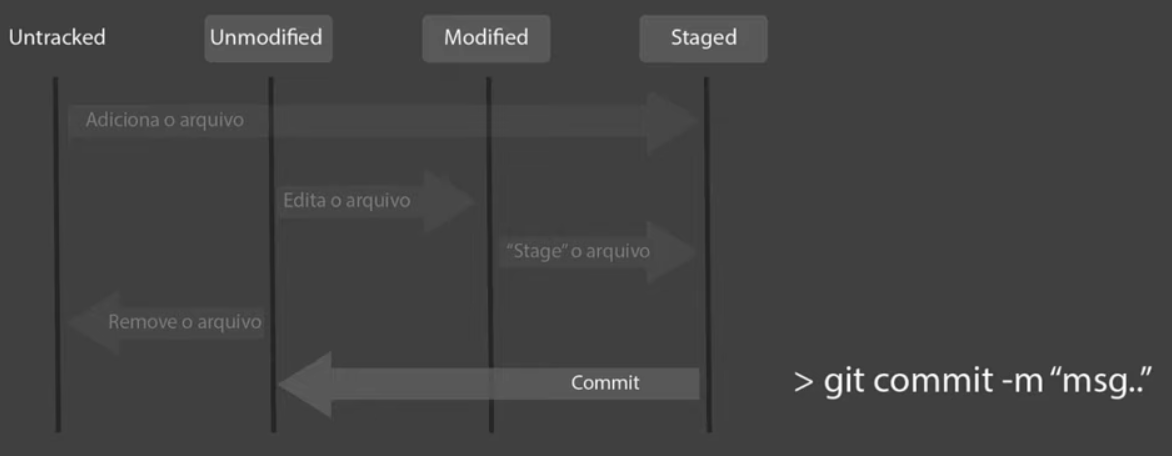 Untracked
Unmodified
Modified
Staged
Adiciona o arquivo
Edita o arquivo
“Stage” o arquivo
Remove o arquivo
Commit
> git commit -m “msg..”